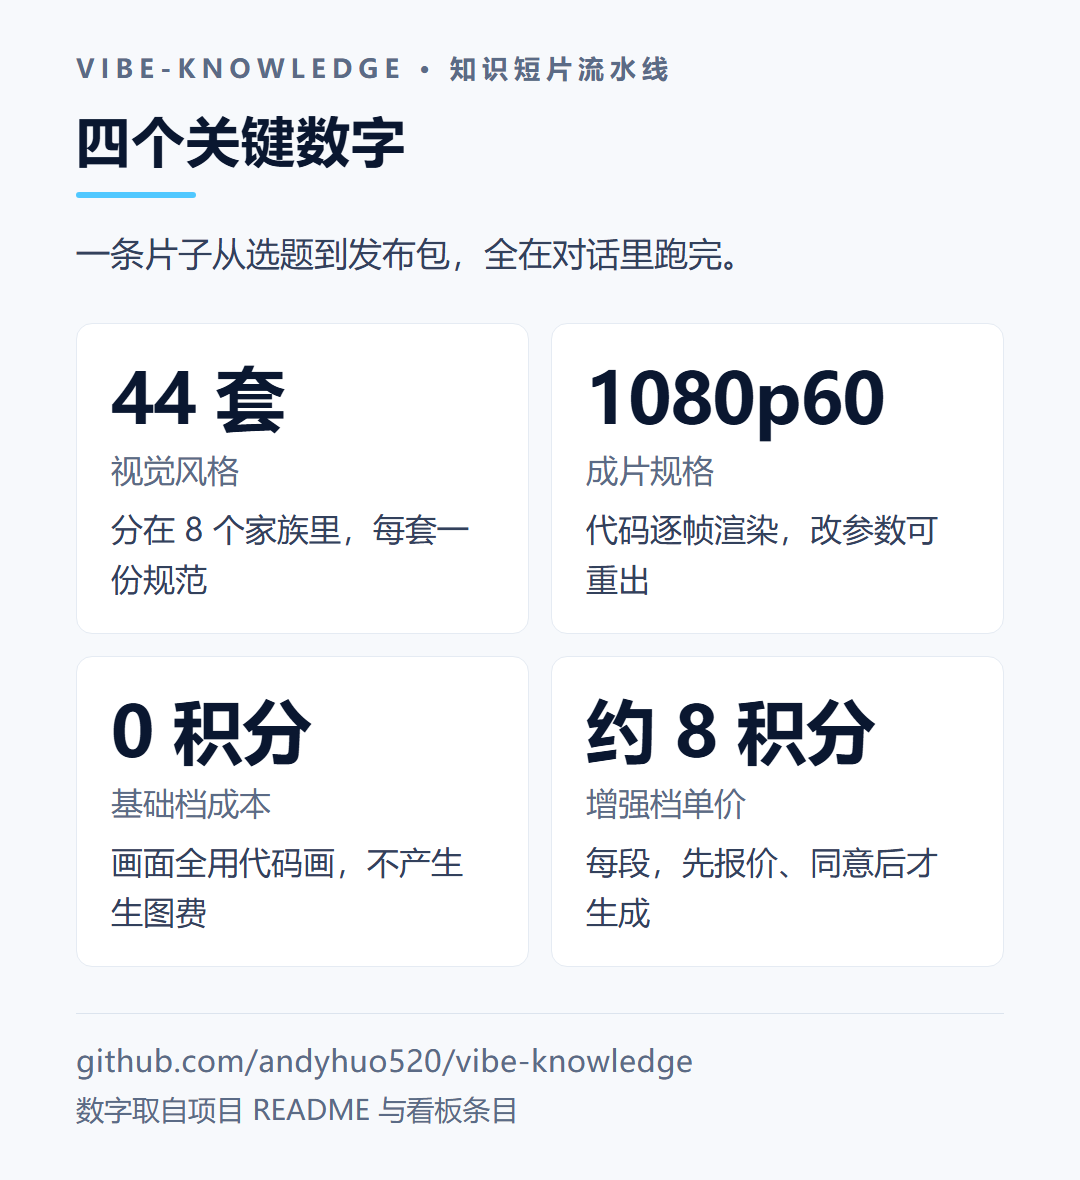 VIBE-KNOWLEDGE • 知识短片流水线
四个关键数字
一条片子从选题到发布包，全在对话里跑完。
44 套
视觉风格
分在 8 个家族里，每套一
份规范
1080p60
成片规格
代码逐帧渲染，改参数可
重出
0 积分
基础档成本
画面全用代码画，不产生
生图费
约 8 积分
增强档单价
每段，先报价、同意后才
生成
github.com/andyhuo520/vibe-knowledge
数字取自项目 README 与看板条目